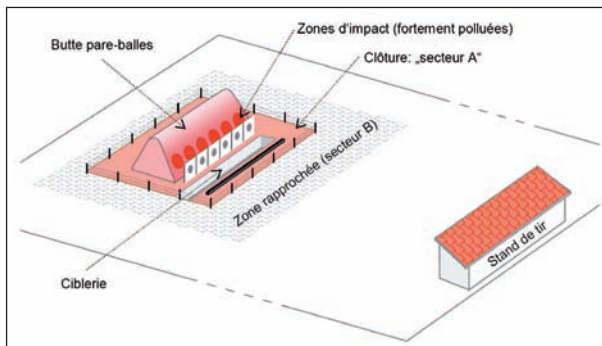 Zones d'impact (fortement polluées)
Butte pare-balles
Clôture: „secteur A“
Zone rapprochée (secteur B)
Stand de tir
Ciblerie